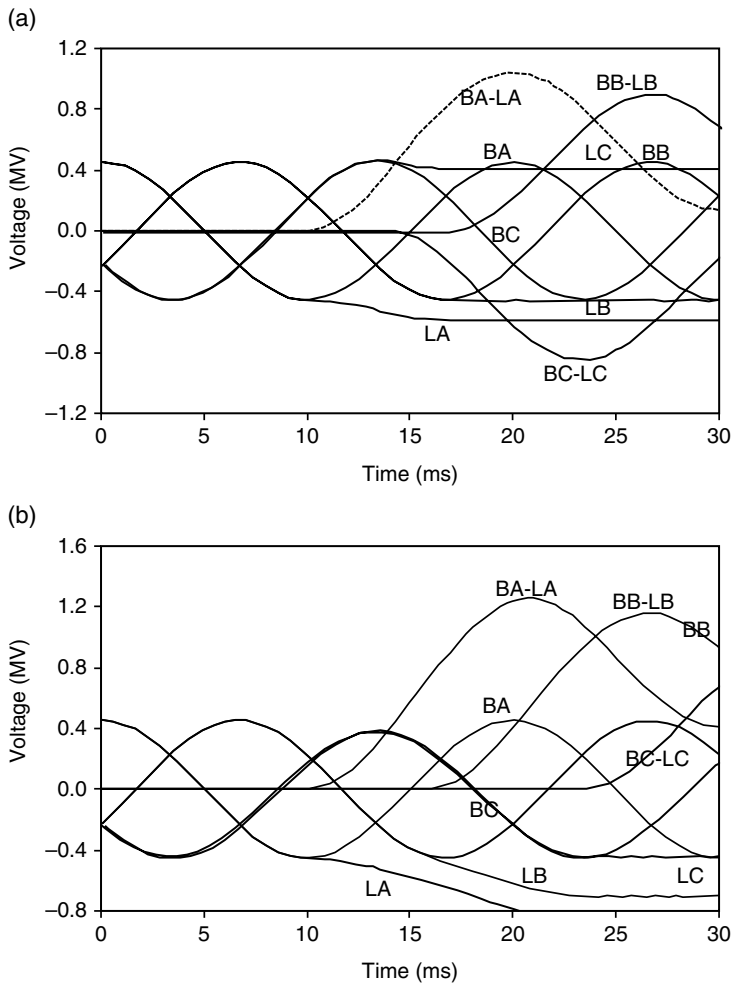 (a)
1.2
0.8
0.4
0.0
−0.4
−0.8
−1.2
Voltage (MV)
BA-LA
BB-LB
BA
LC
BB
BC
LB
LA
BC-LC
0 5 10 15 20 25 30
Time (ms)
(b)
1.6
1.2
0.8
0.4
0.0
−0.4
−0.8
Voltage (MV)
BA-LA
BB-LB
BB
BA
BC-LC
BC
LB
LC
LA
0 5 10 15 20 25 30
Time (ms)